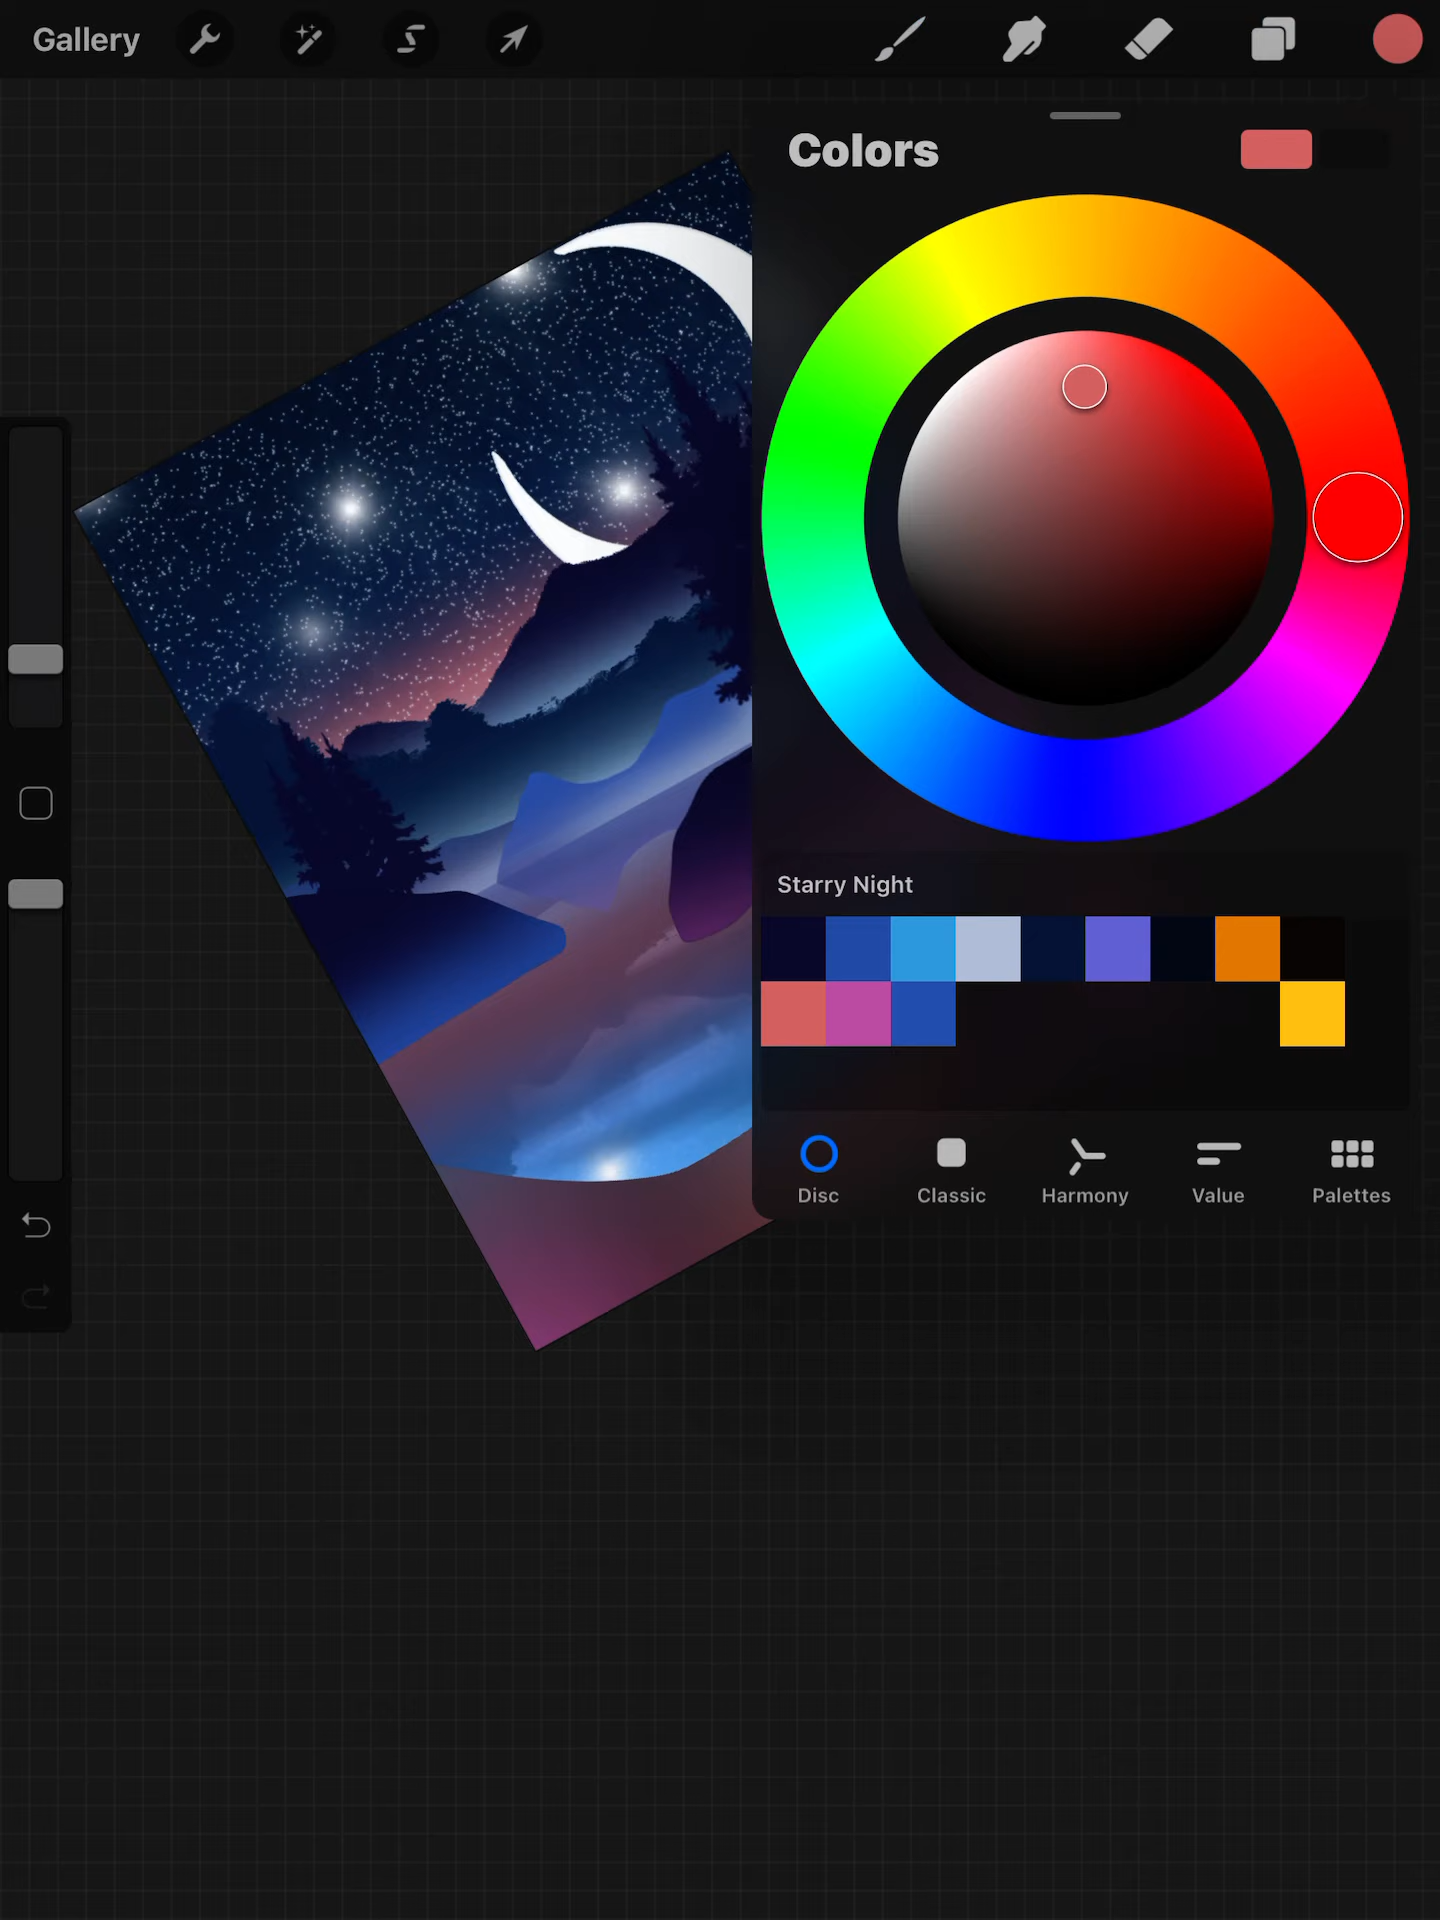 Gallery
Colors
Starry Night
Disc
Classic
Harmony
Value
Palettes